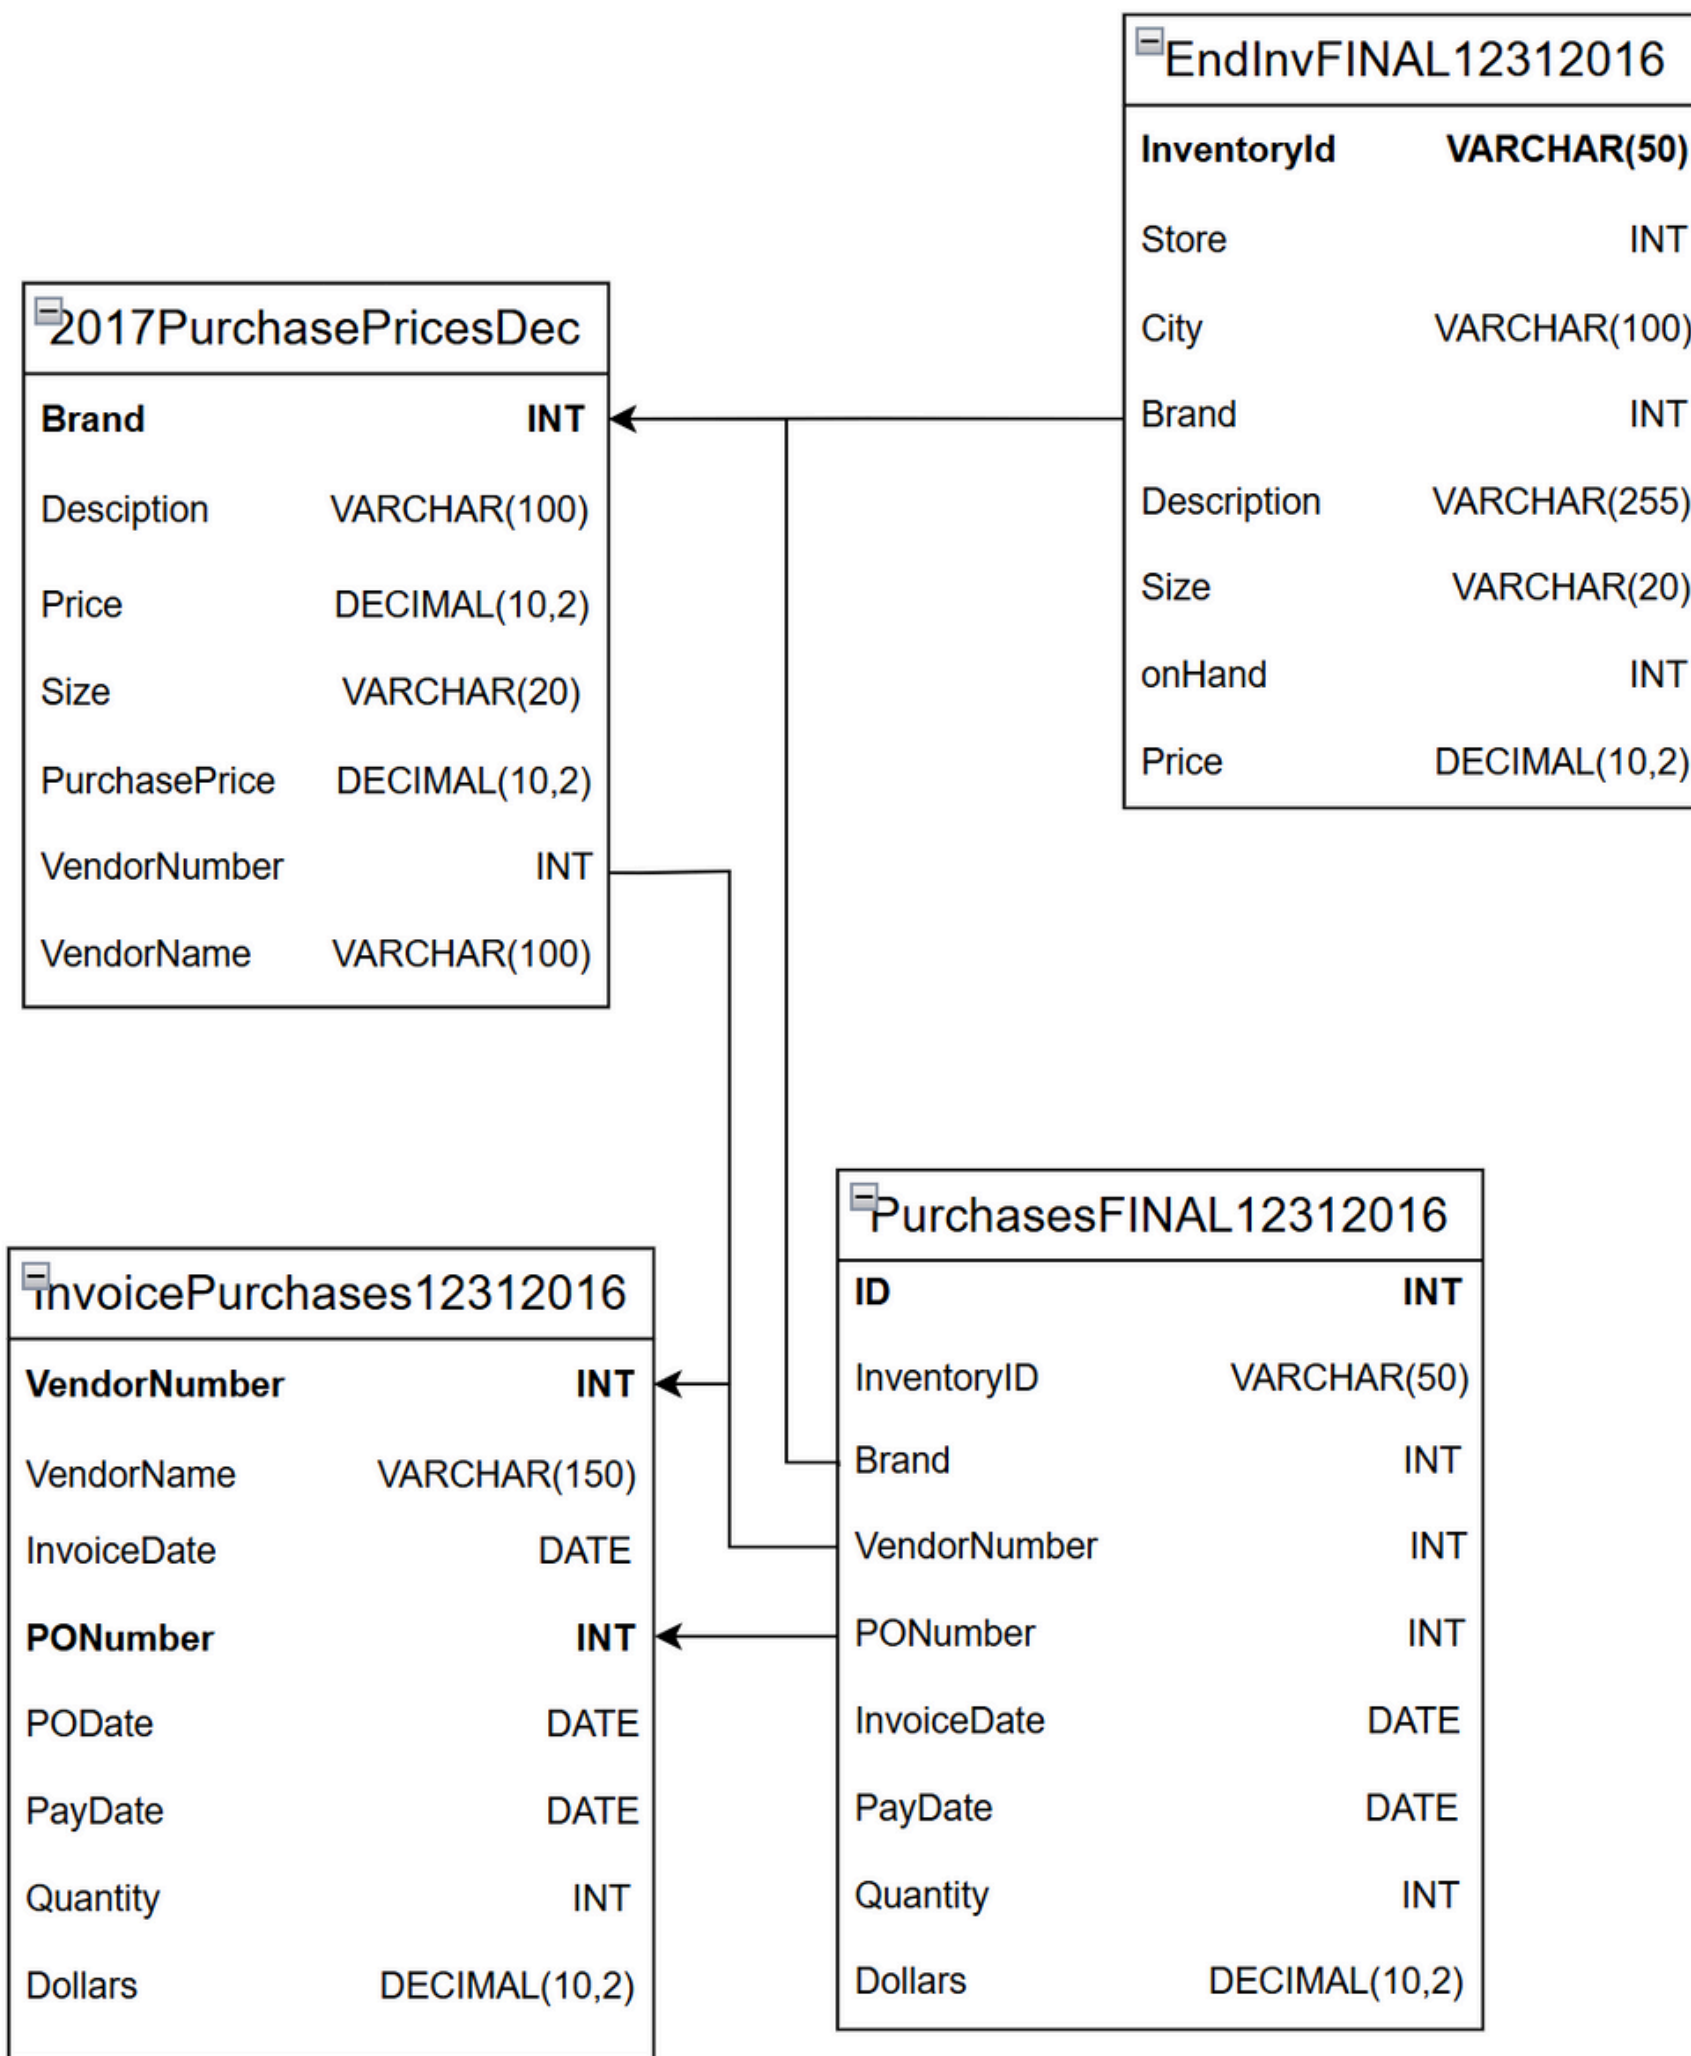 EndInvFINAL12312016
InventoryId VARCHAR(50)
Store INT
City VARCHAR(100)
Brand INT
Description VARCHAR(255)
Size VARCHAR(20)
onHand INT
Price DECIMAL(10,2)
2017PurchasePricesDec
Brand INT
Desciption VARCHAR(100)
Price DECIMAL(10,2)
Size VARCHAR(20)
PurchasePrice DECIMAL(10,2)
VendorNumber INT
VendorName VARCHAR(100)
InvoicePurchases12312016
VendorNumber INT
VendorName VARCHAR(150)
InvoiceDate DATE
PONumber INT
PODate DATE
PayDate DATE
Quantity INT
Dollars DECIMAL(10,2)
PurchasesFINAL12312016
ID INT
InventoryID VARCHAR(50)
Brand INT
VendorNumber INT
PONumber INT
InvoiceDate DATE
PayDate DATE
Quantity INT
Dollars DECIMAL(10,2)